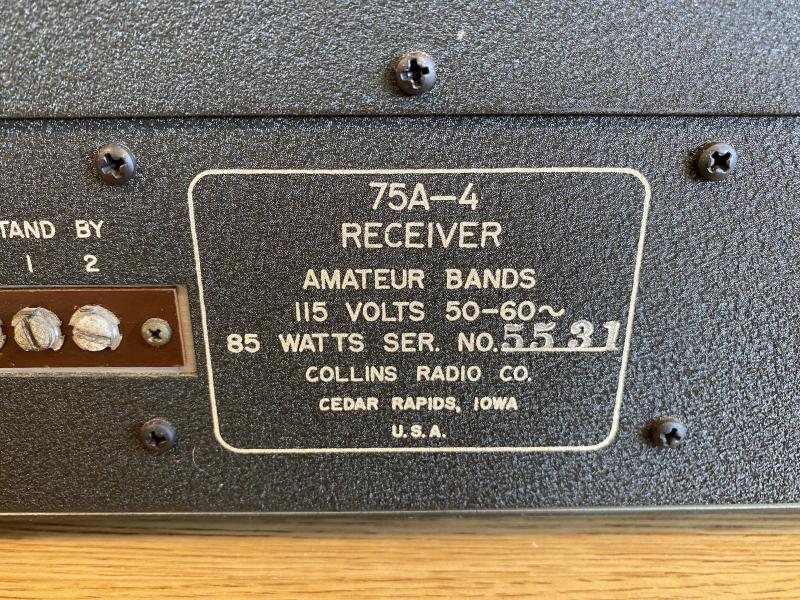 75A-4
RECEIVER
TAND BY
1 2
AMATEUR BANDS
115 VOLTS 50-60~
85 WATTS SER. NO. 5531
COLLINS RADIO CO.
CEDAR RAPIDS, IOWA
U.S.A.